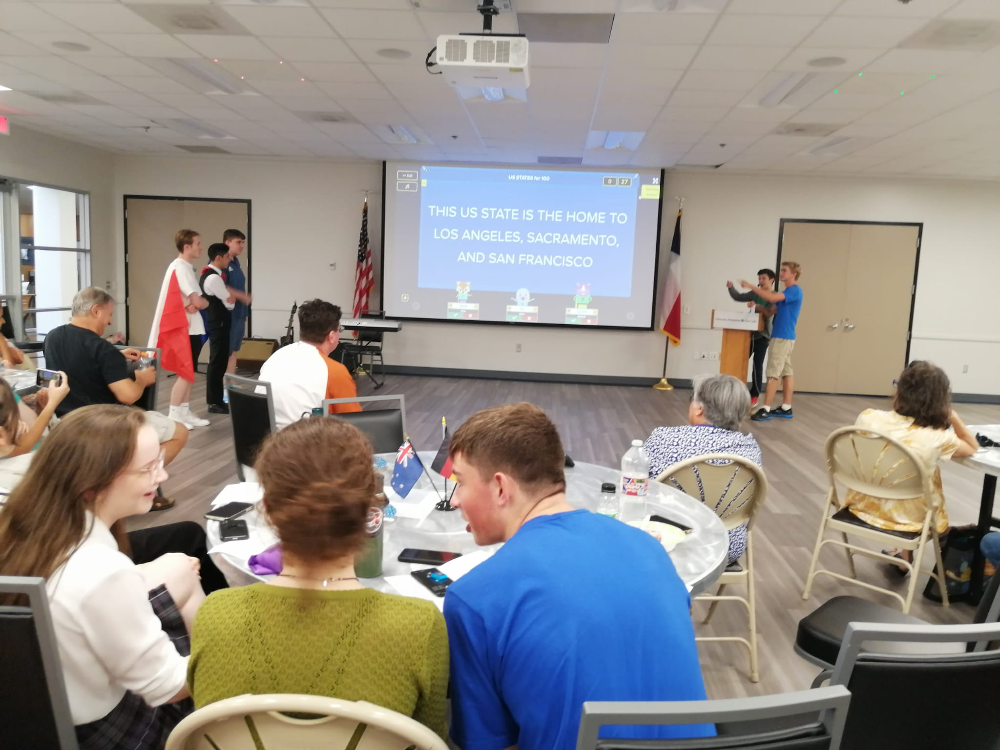 << Exit
US STATES for 100
0 27
THIS US STATE IS THE HOME TO
LOS ANGELES, SACRAMENTO,
AND SAN FRANCISCO